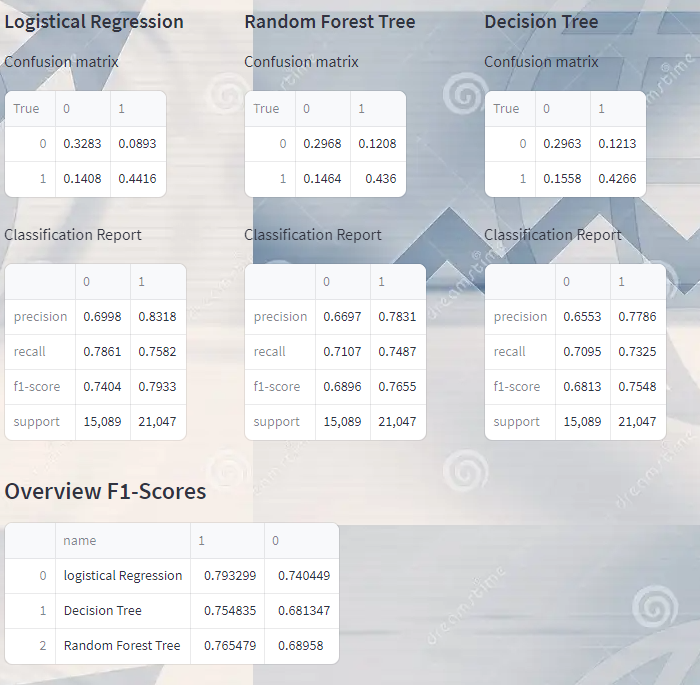 Logistical Regression Random Forest Tree Decision Tree
Confusion matrix Confusion matrix Confusion matrix
True 0 1 True 0 1 True 0 1
0 0.3283 0.0893 0 0.2968 0.1208 0 0.2963 0.1213
1 0.1408 0.4416 1 0.1464 0.436 1 0.1558 0.4266
Classification Report Classification Report Classification Report
0 1 0 1 0 1
precision 0.6998 0.8318 precision 0.6697 0.7831 precision 0.6553 0.7786
recall 0.7861 0.7582 recall 0.7107 0.7487 recall 0.7095 0.7325
f1-score 0.7404 0.7933 f1-score 0.6896 0.7655 f1-score 0.6813 0.7548
support 15,089 21,047 support 15,089 21,047 support 15,089 21,047
Overview F1-Scores
name 1 0
0 logistical Regression 0.793299 0.740449
1 Decision Tree 0.754835 0.681347
2 Random Forest Tree 0.765479 0.68958
dreamstime
dreamstime
dreamstime
dreamstime